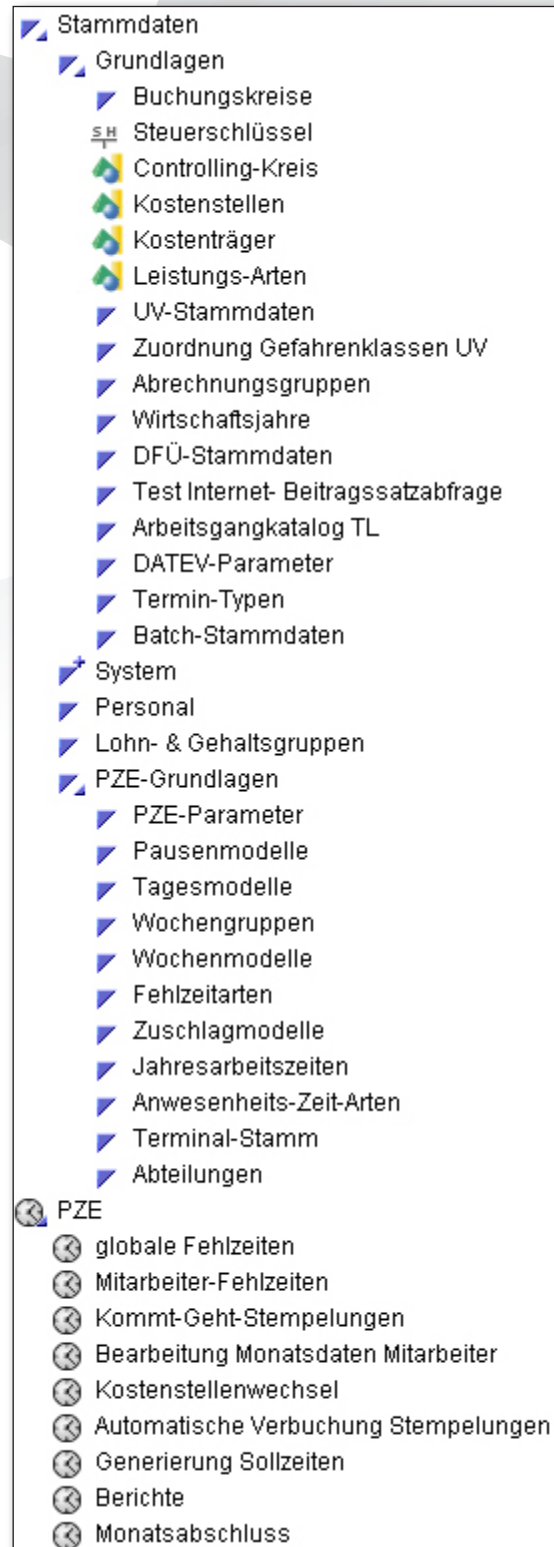 Stammdaten
Grundlagen
Buchungskreise
SH Steuerschlüssel
Controlling-Kreis
Kostenstellen
Kostenträger
Leistungs-Arten
UV-Stammdaten
Zuordnung Gefahrenklassen UV
Abrechnungsgruppen
Wirtschaftsjahre
DFÜ-Stammdaten
Test Internet- Beitragssatzabfrage
Arbeitsgangkatalog TL
DATEV-Parameter
Termin-Typen
Batch-Stammdaten
System
Personal
Lohn- & Gehaltsgruppen
PZE-Grundlagen
PZE-Parameter
Pausenmodelle
Tagesmodelle
Wochengruppen
Wochenmodelle
Fehlzeitarten
Zuschlagmodelle
Jahresarbeitszeiten
Anwesenheits-Zeit-Arten
Terminal-Stamm
Abteilungen
PZE
globale Fehlzeiten
Mitarbeiter-Fehlzeiten
Kommt-Geht-Stempelungen
Bearbeitung Monatsdaten Mitarbeiter
Kostenstellenwechsel
Automatische Verbuchung Stempelungen
Generierung Sollzeiten
Berichte
Monatsabschluss